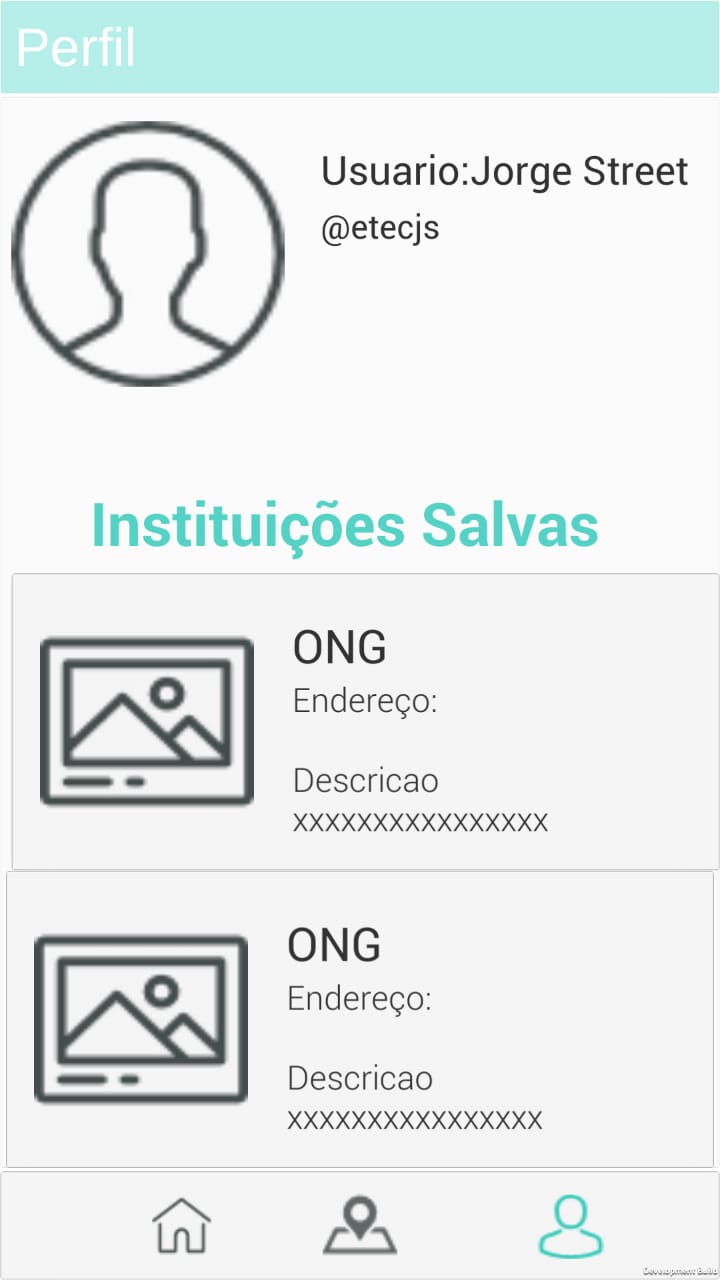 Perfil
Usuario:Jorge Street
@etecjs
Instituições Salvas
ONG
Endereço:
Descricao
xxxxxxxxxxxxxxxx
ONG
Endereço:
Descricao
xxxxxxxxxxxxxxxx
Development Build